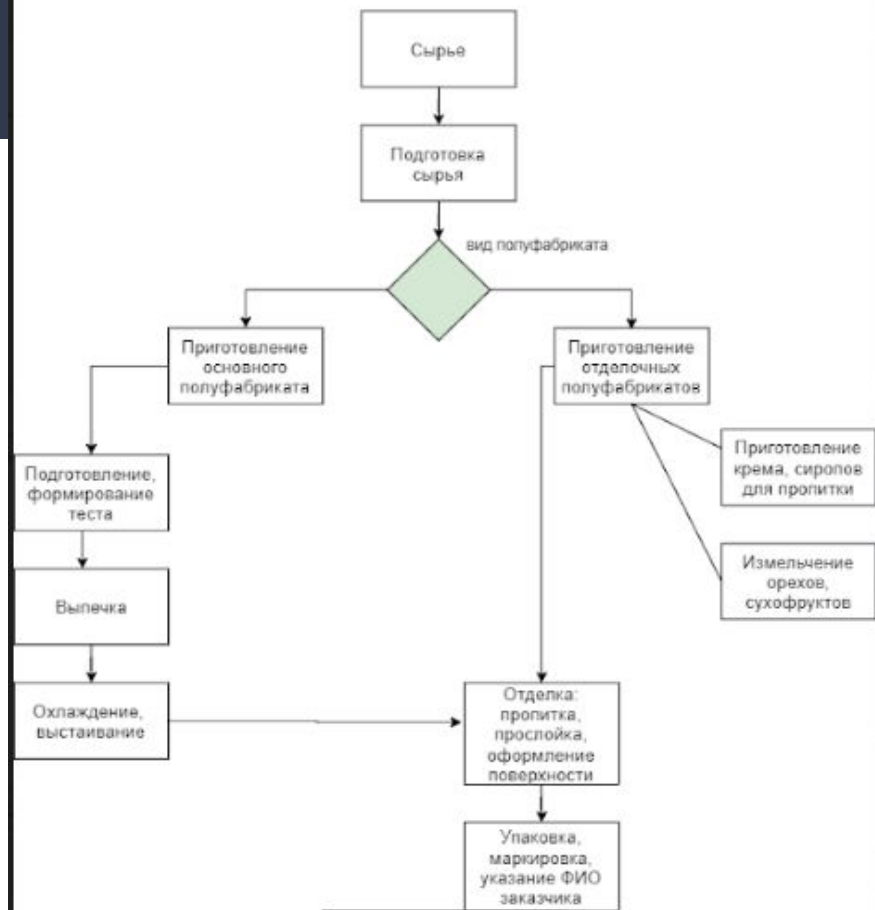 Сырье
Подготовка
сырья
вид полуфабриката
Приготовление
основного
полуфабриката
Приготовление
отделочных
полуфабрикатов
Приготовление
крема, сиропов
для пропитки
Подготовление,
формирование
теста
Измельчение
орехов,
сухофруктов
Выпечка
Охлаждение,
выстаивание
Отделка:
пропитка,
прослойка,
оформление
поверхности
Упаковка,
маркировка,
указание ФИО
заказчика